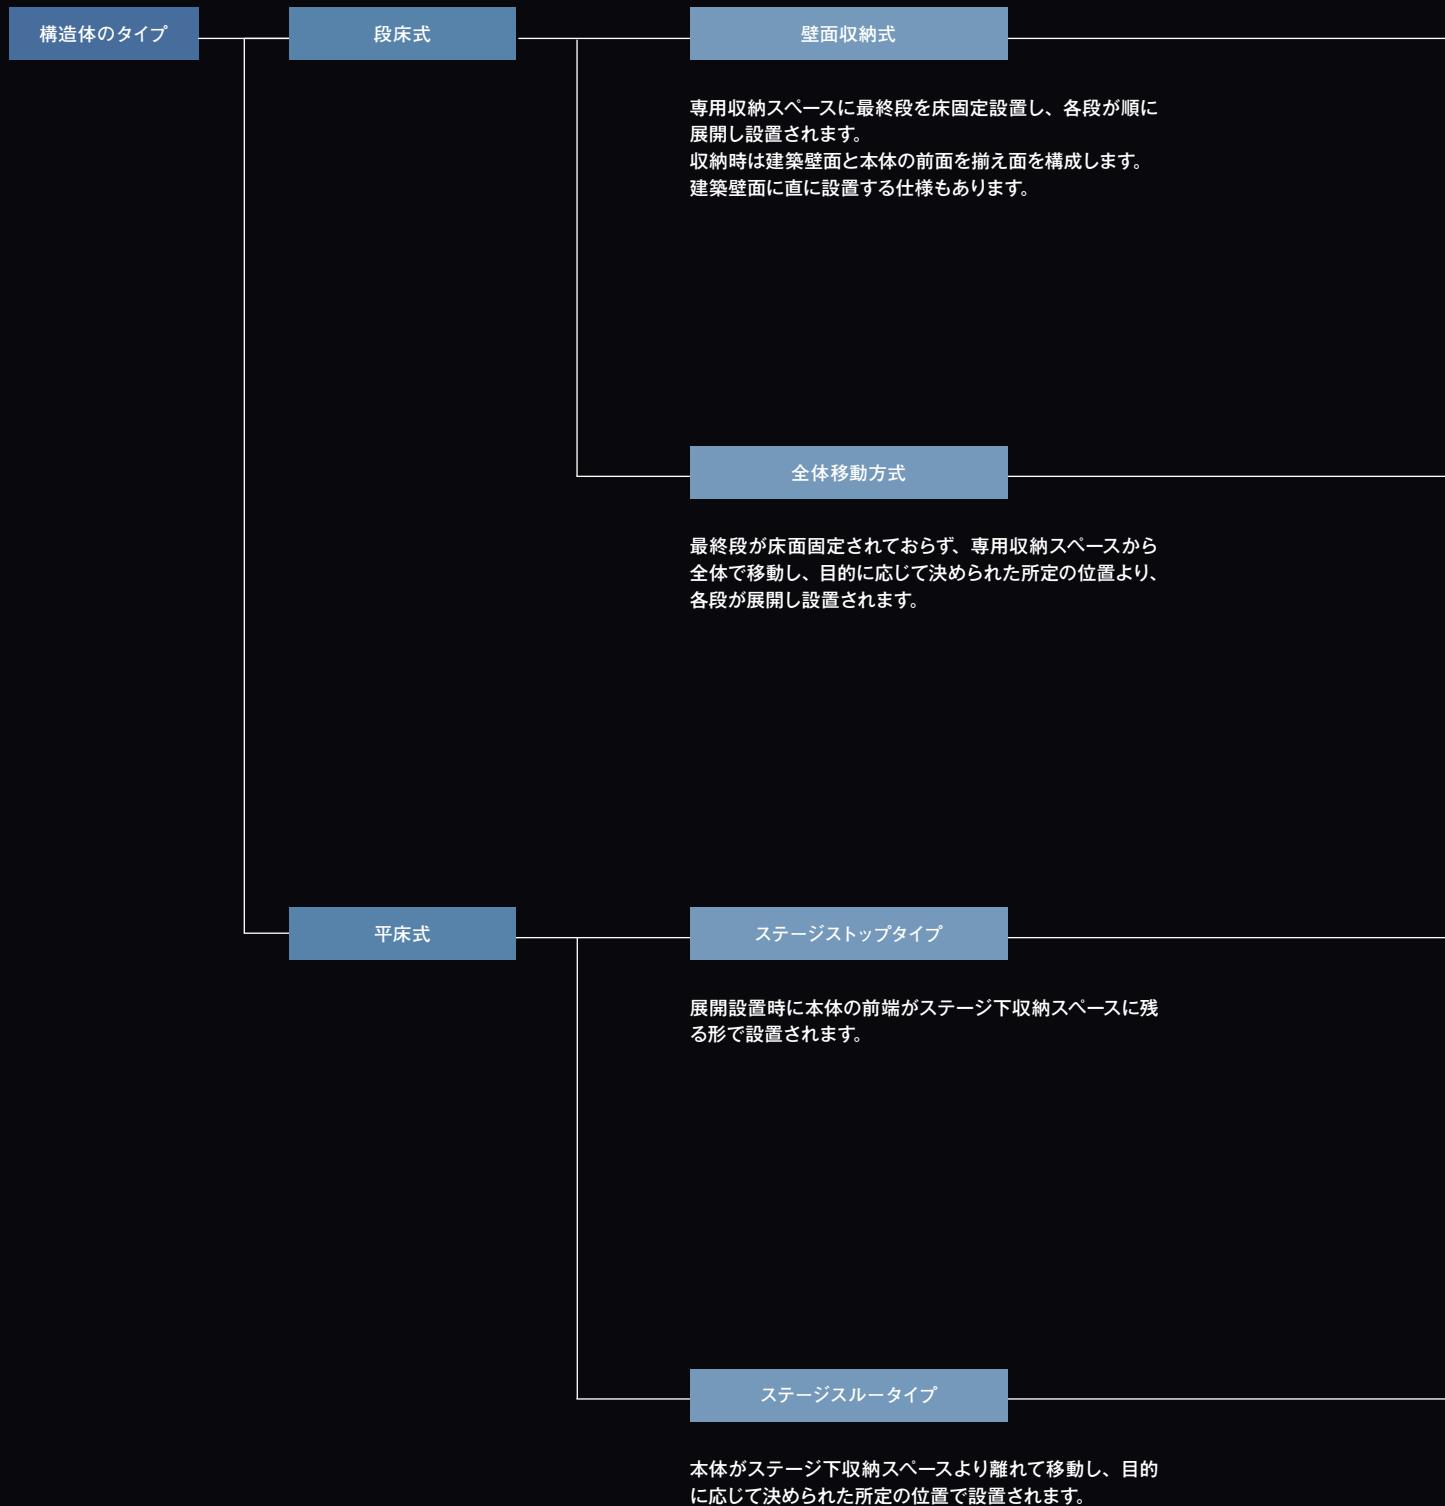 構造体のタイプ
段床式
壁面収納式
専用収納スペースに最終段を床固定設置し、各段が順に
展開し設置されます。
収納時は建築壁面と本体の前面を揃え面を構成します。
建築壁面に直に設置する仕様もあります。
全体移動方式
最終段が床面固定されておらず、専用収納スペースから
全体で移動し、目的に応じて決められた所定の位置より、
各段が展開し設置されます。
平床式
ステージストップタイプ
展開設置時に本体の前端がステージ下収納スペースに残
る形で設置されます。
ステージスルータイプ
本体がステージ下収納スペースより離れて移動し、目的
に応じて決められた所定の位置で設置されます。